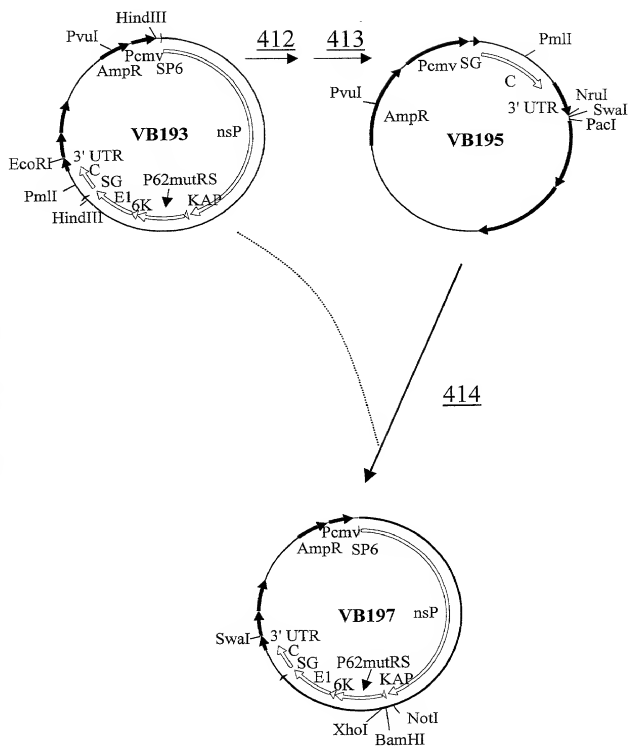 HindIII
PvuI
AmpR
Pcmv
SP6
VB193
nsP
EcoRI
3' UTR
C
PmlI
SG
HindIII
E1
6K
P62mutRS
KAP
412
413
PmlI
Pcmv
SG
C
PvuI
AmpR
NruI
3' UTR
SwaI
PacI
VB195
414
Pcmv
AmpR
SP6
VB197
nsP
SwaI
3' UTR
C
SG
P62mutRS
E1
6K
KAP
XhoI
NotI
BamHI